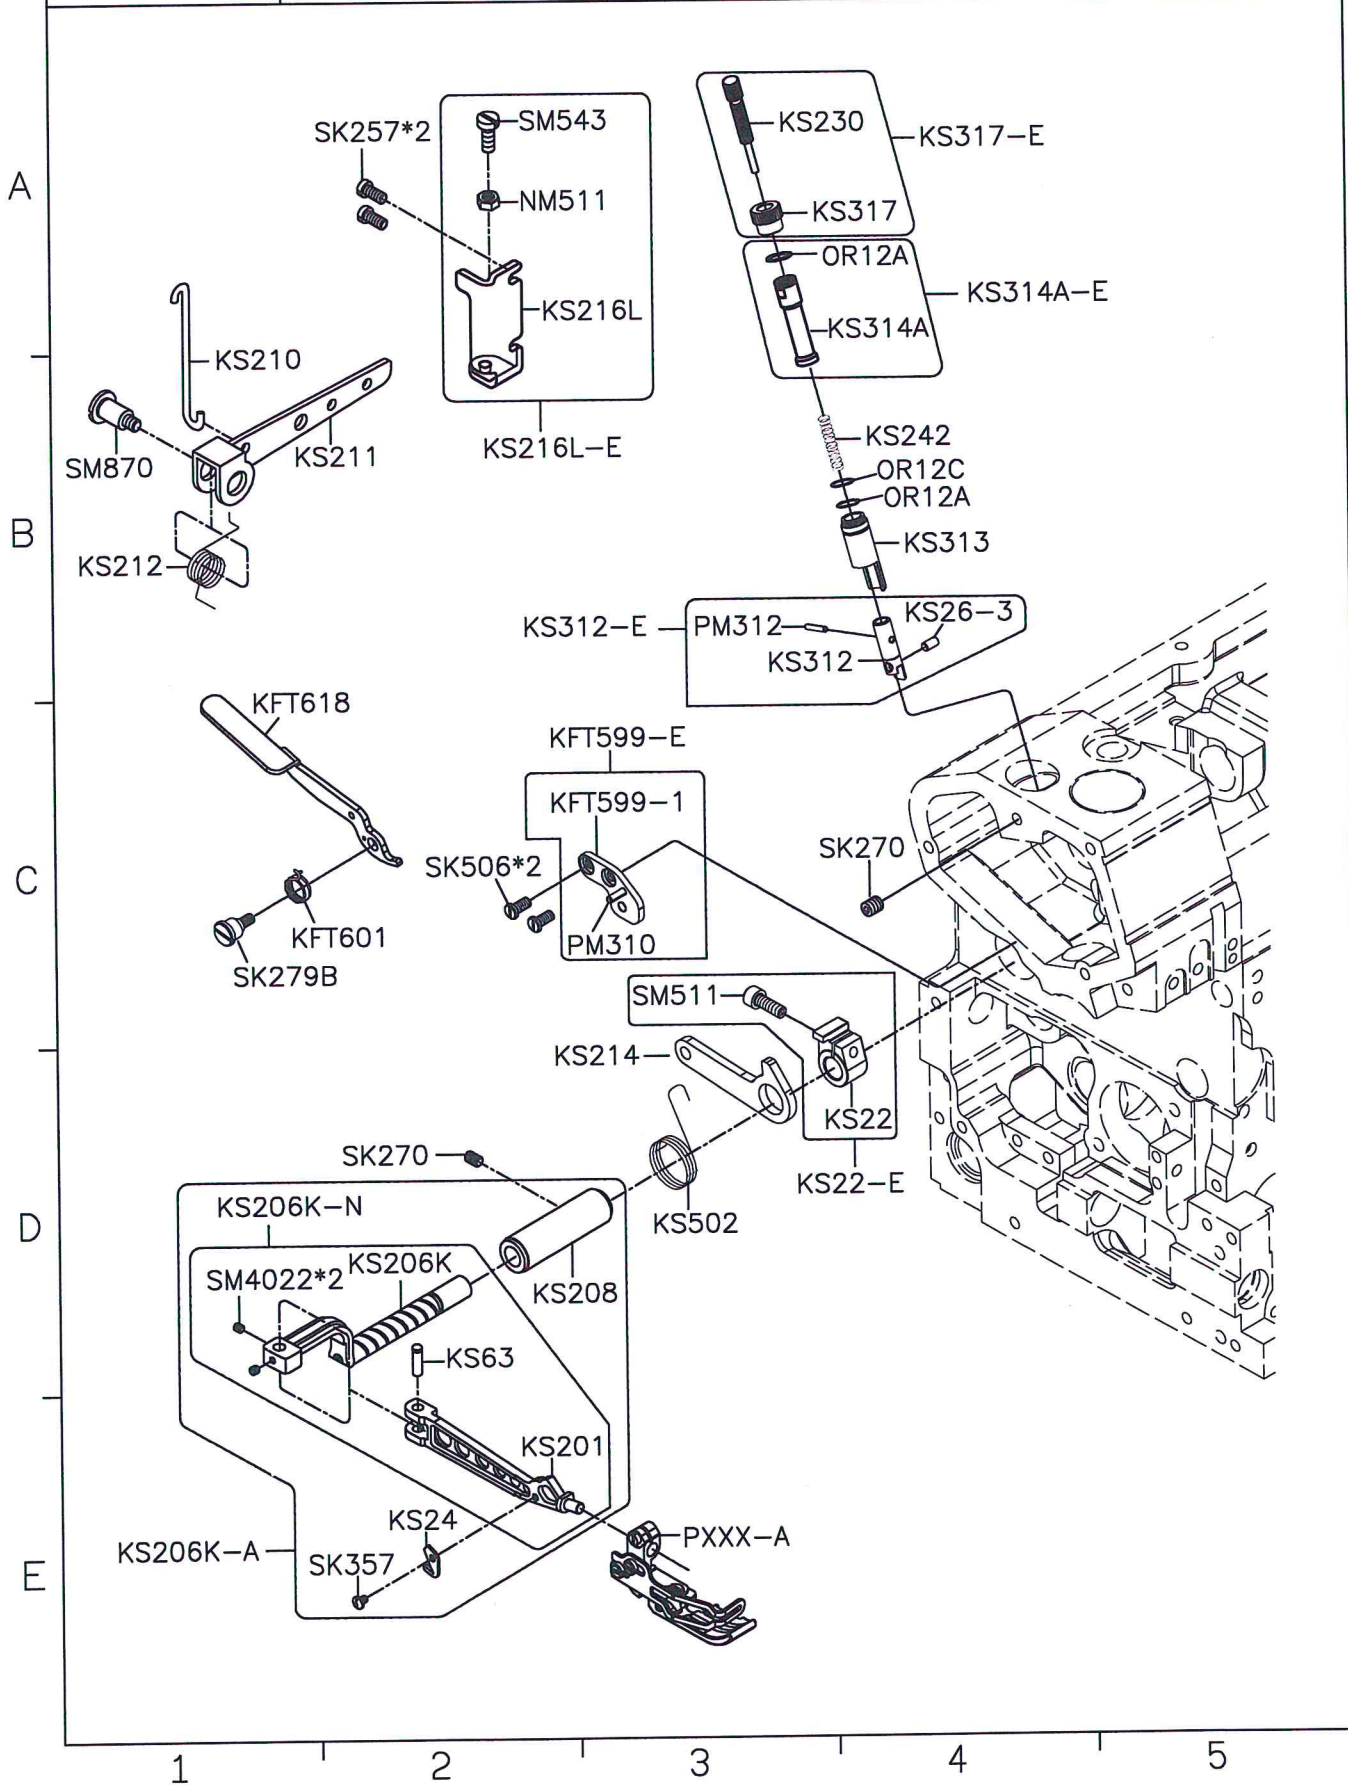 A
SK257*2
SM543
NM511
KS216L
KS216L-E
KS230
KS317-E
KS317
OR12A
KS314A-E
KS314A
KS210
KS211
SM870
KS212
B
KS242
OR12C
OR12A
KS313
KS312-E
PM312
KS26-3
KS312
KFT618
KFT599-E
KFT599-1
SK506*2
PM310
SK270
C
KFT601
SK279B
SM511
KS214
KS22
KS22-E
SK270
KS502
D
KS206K-N
KS206K
SM4022*2
KS208
KS63
KS201
KS24
KS206K-A
SK357
PXXX-A
E
1
2
3
4
5